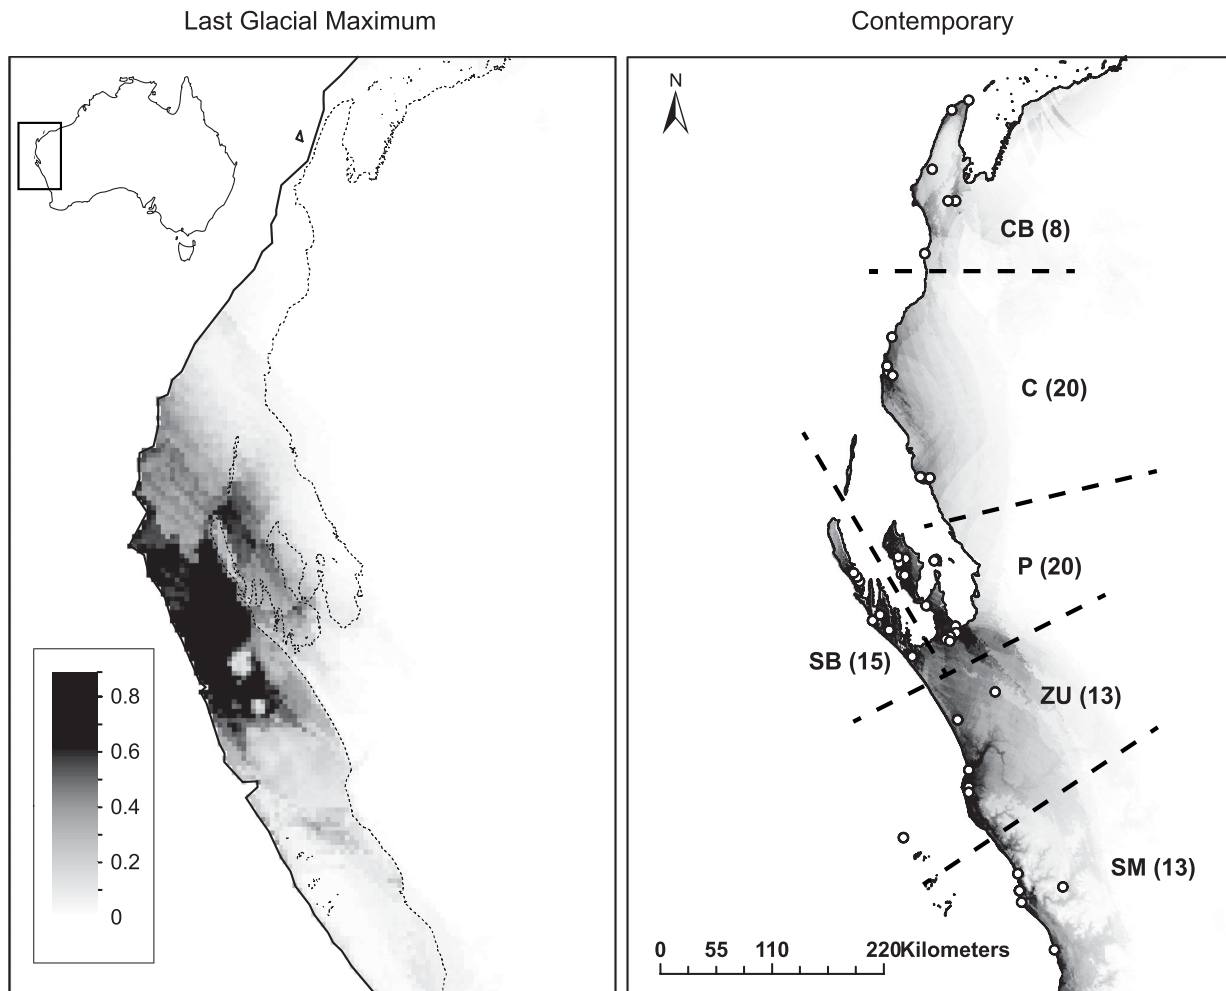 Last Glacial Maximum
Contemporary
N
CB (8)
C (20)
P (20)
SB (15)
ZU (13)
SM (13)
0.8
0.6
0.4
0.2
0
0 55 110 220Kilometers